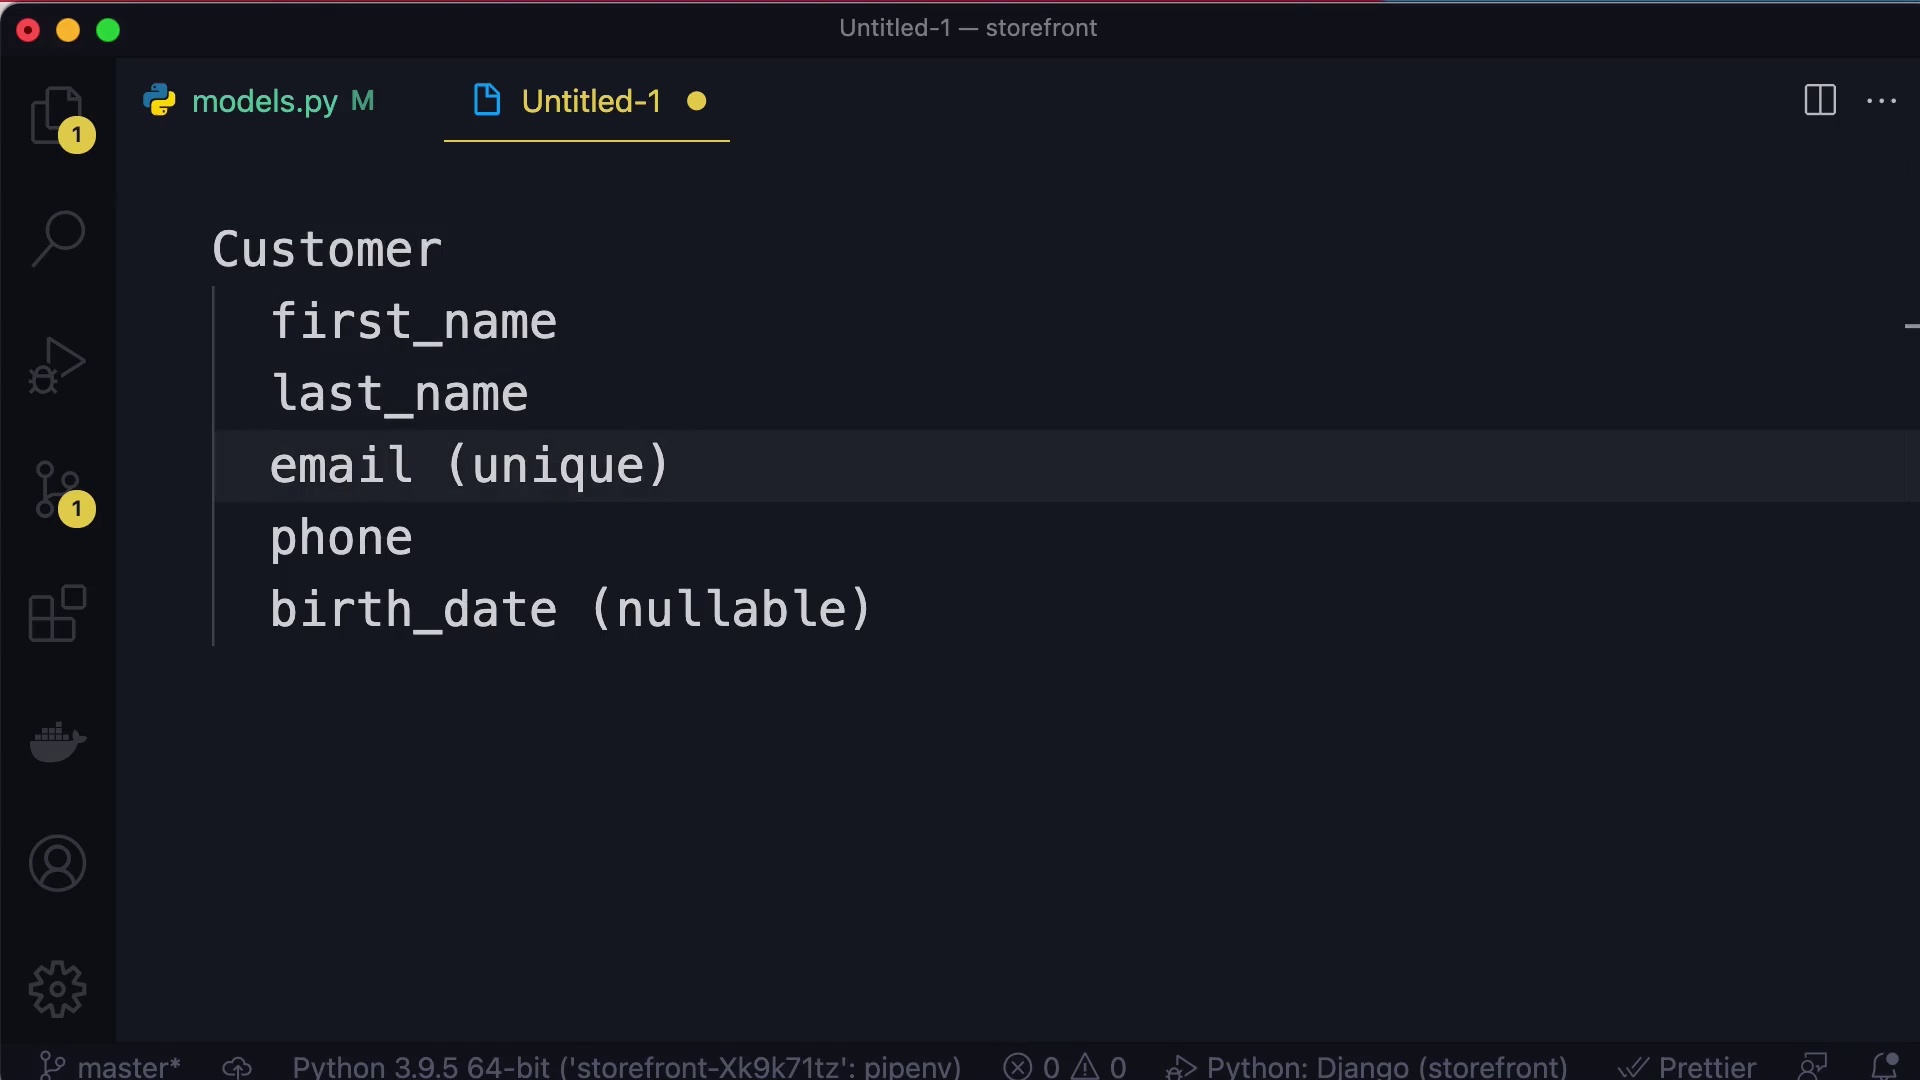 Untitled-1 — storefront
models.py M
Untitled-1
1
1
Customer
first_name
last_name
email (unique)
phone
birth_date (nullable)
master* Python 3.9.5 64-bit ('storefront-Xk9k71tz': pipenv) 0 0 Python: Django (storefront) Prettier